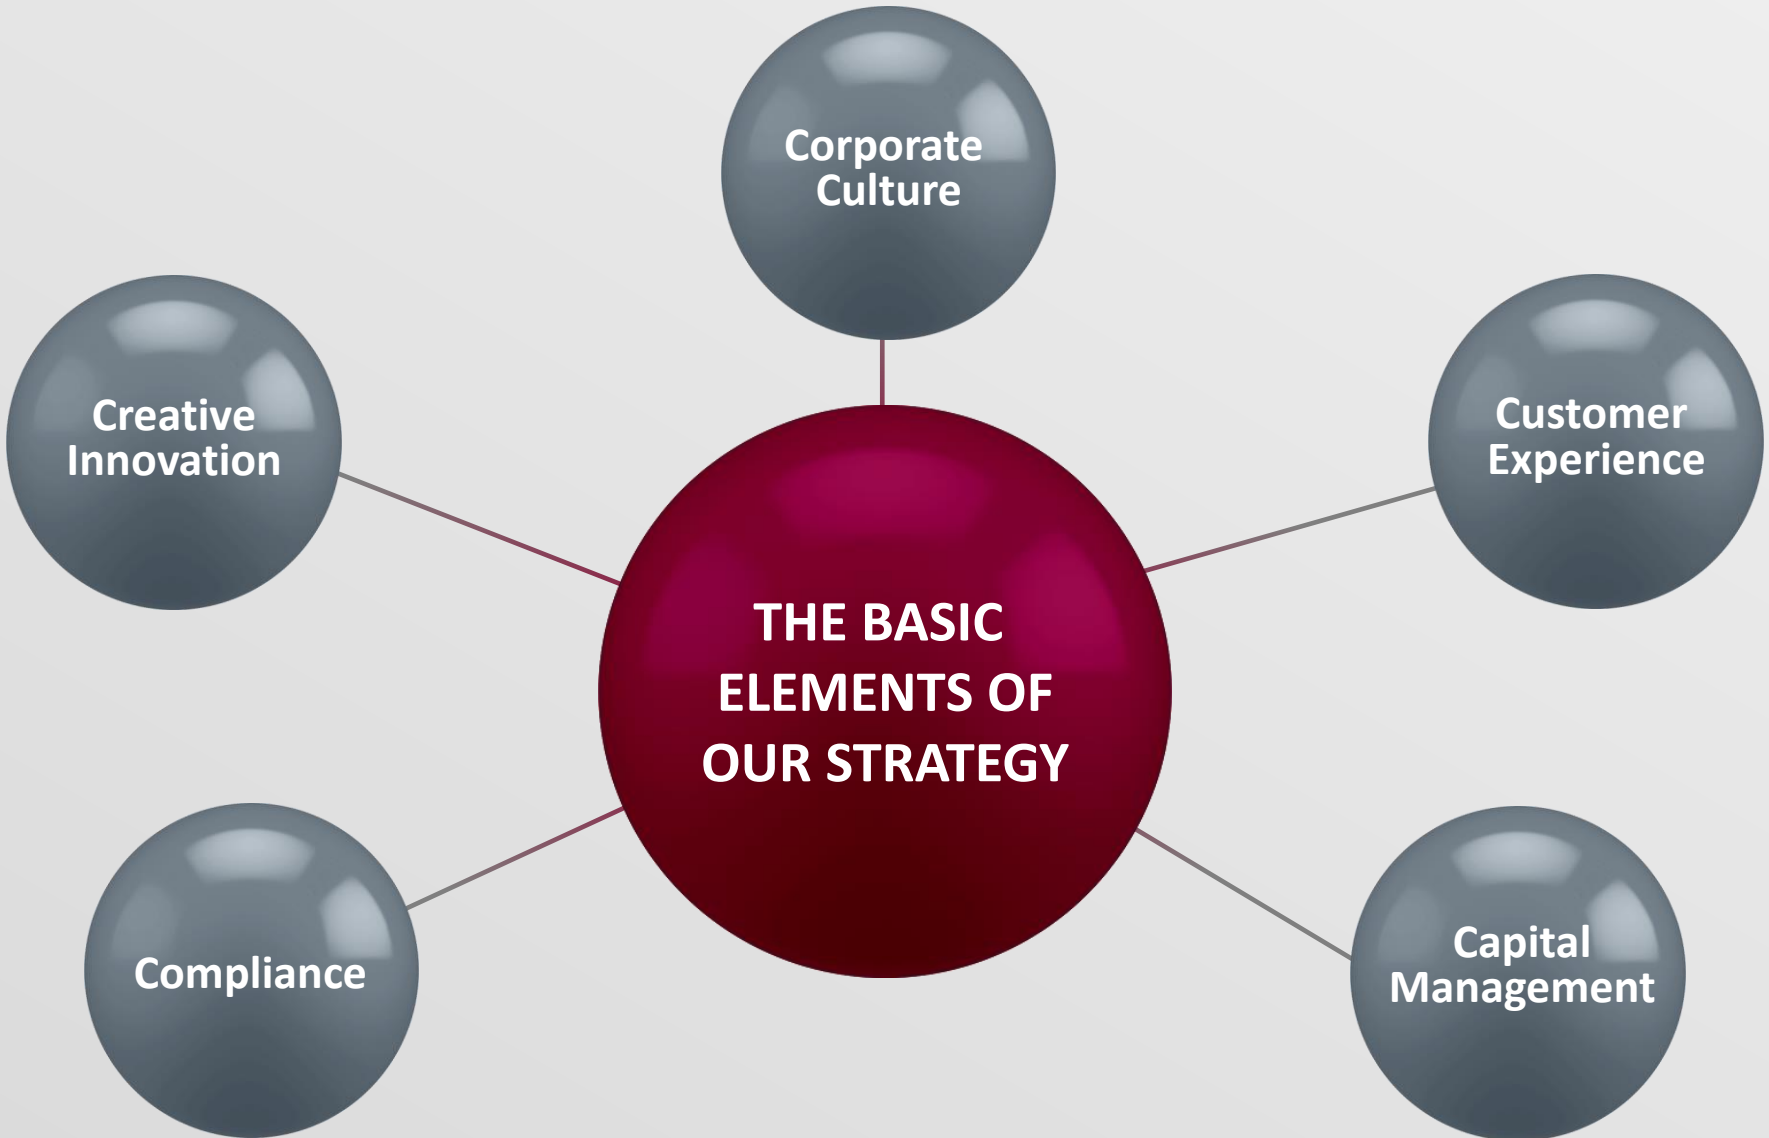 Corporate
Culture
Creative
Innovation
Customer
Experience
THE BASIC
ELEMENTS OF
OUR STRATEGY
Compliance
Capital
Management